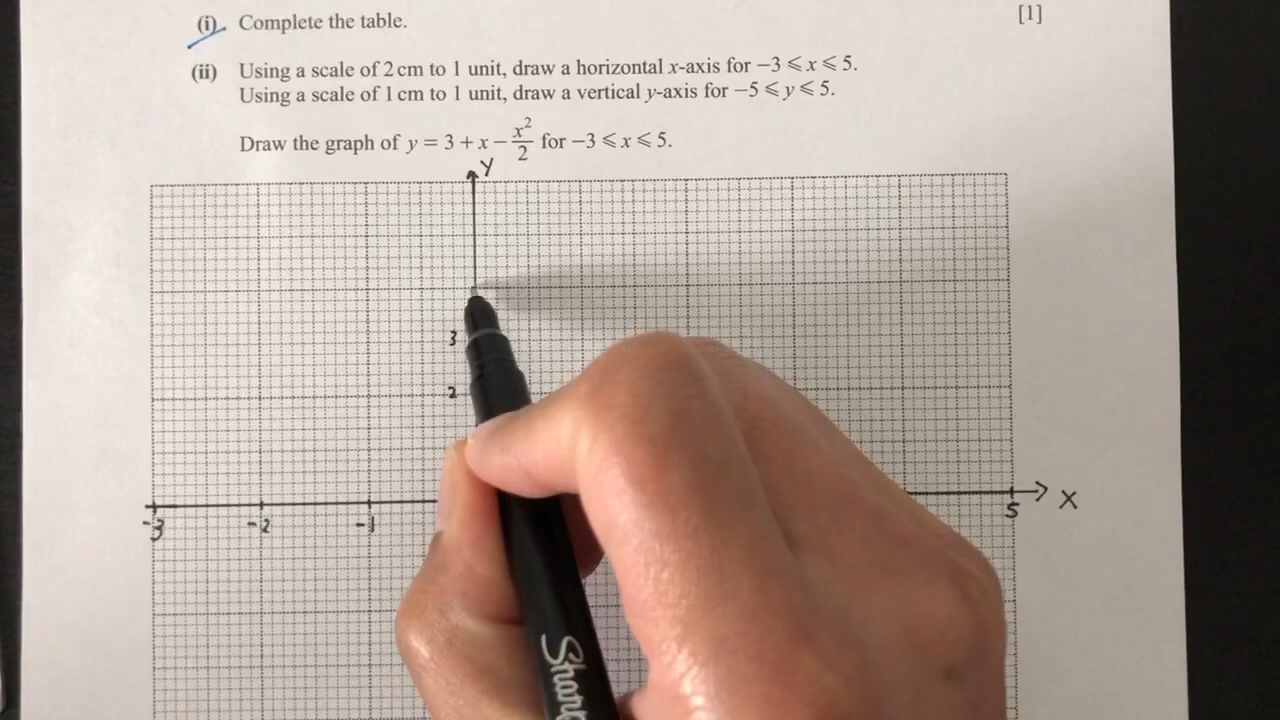 (i) Complete the table. [1]
(ii) Using a scale of 2 cm to 1 unit, draw a horizontal x-axis for −3 ⩽ x ⩽ 5.
Using a scale of 1 cm to 1 unit, draw a vertical y-axis for −5 ⩽ y ⩽ 5.
Draw the graph of y = 3 + x − x²/2 for −3 ⩽ x ⩽ 5.
Y
3
2
X
-3 -2 -1 5